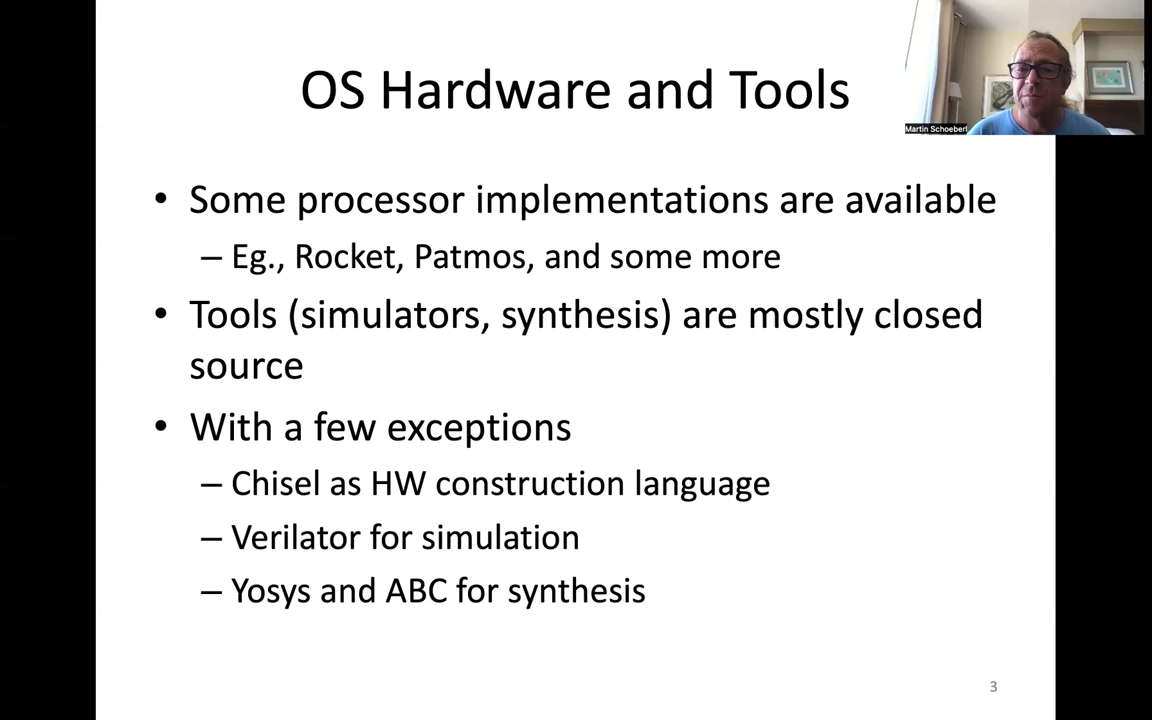 OS Hardware and Tools
Martin Schoeberl
• Some processor implementations are available
– Eg., Rocket, Patmos, and some more
• Tools (simulators, synthesis) are mostly closed
source
• With a few exceptions
– Chisel as HW construction language
– Verilator for simulation
– Yosys and ABC for synthesis
3